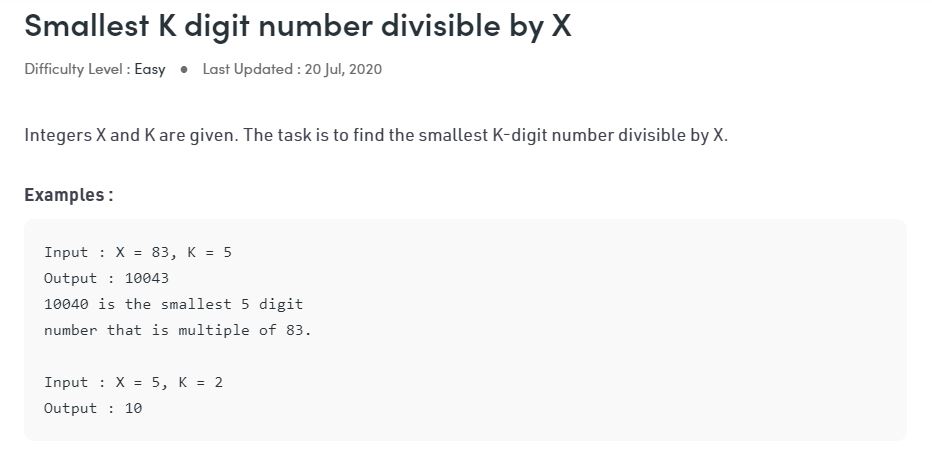 Smallest K digit number divisible by X
Difficulty Level : Easy ● Last Updated : 20 Jul, 2020
Integers X and K are given. The task is to find the smallest K-digit number divisible by X.
Examples :
Input : X = 83, K = 5
Output : 10043
10040 is the smallest 5 digit
number that is multiple of 83.
Input : X = 5, K = 2
Output : 10